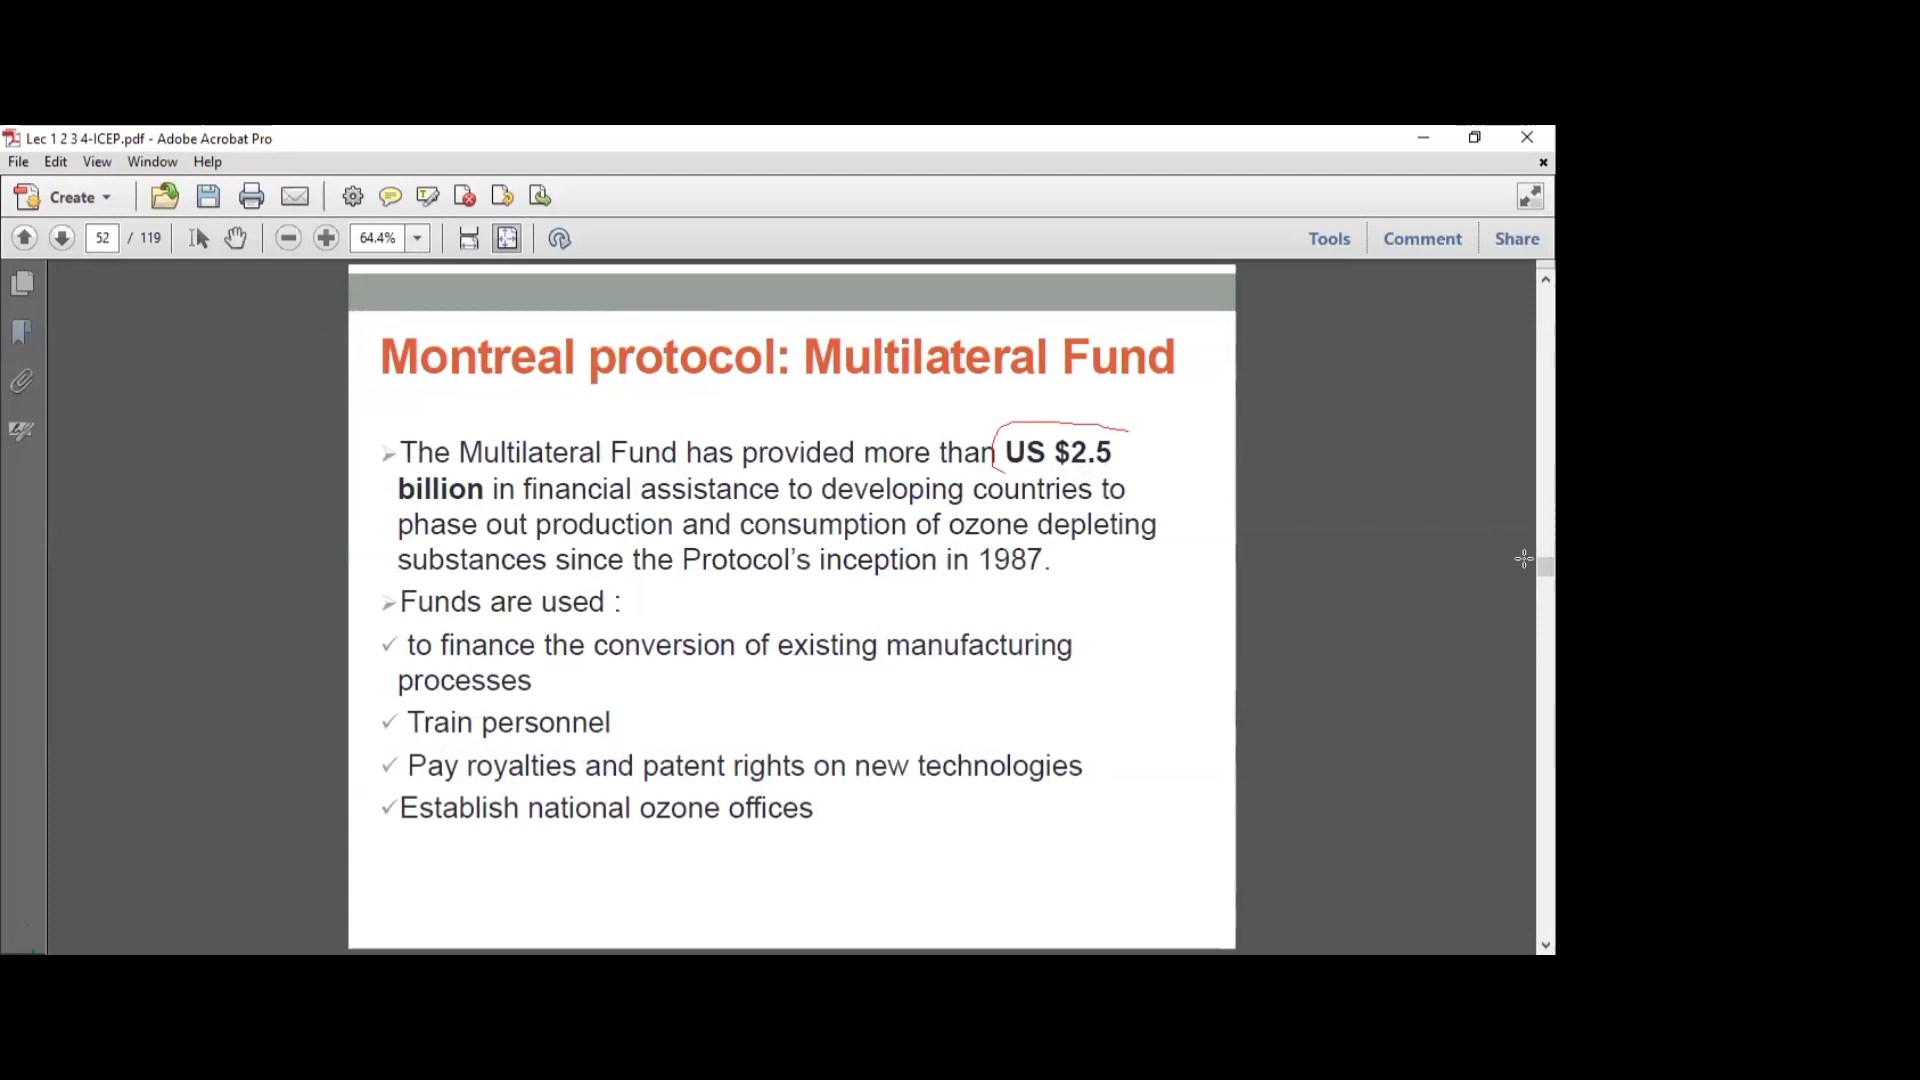 Lec 1 2 3 4-ICEP.pdf - Adobe Acrobat Pro
File Edit View Window Help
Create
52 / 119 64.4% Tools Comment Share
Montreal protocol: Multilateral Fund
The Multilateral Fund has provided more than US $2.5
billion in financial assistance to developing countries to
phase out production and consumption of ozone depleting
substances since the Protocol’s inception in 1987.
Funds are used :
to finance the conversion of existing manufacturing
processes
Train personnel
Pay royalties and patent rights on new technologies
Establish national ozone offices